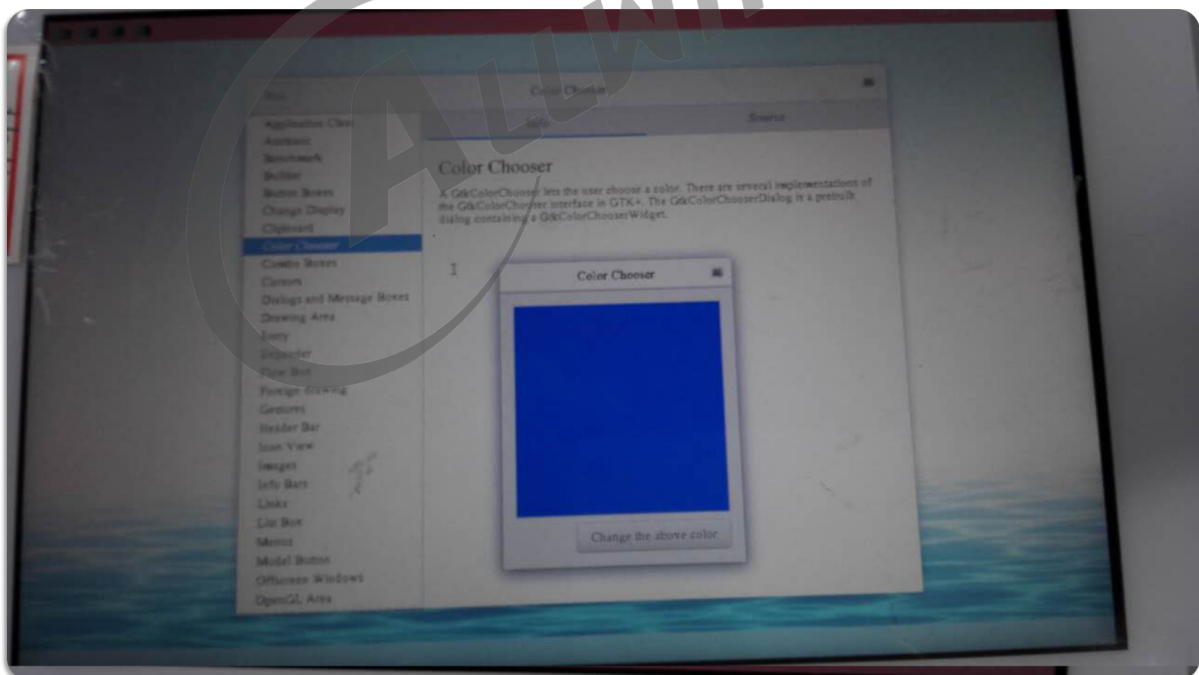 ALLWIN
Run
Color Chooser
Info
Source
Application Class
Assistant
Benchmark
Builder
Button Boxes
Change Display
Clipboard
Color Chooser
Combo Boxes
Cursors
Dialogs and Message Boxes
Drawing Area
Entry
Expander
Flow Box
Foreign drawing
Gestures
Header Bar
Icon View
Images
Info Bars
Links
List Box
Menus
Model Button
Offscreen Windows
OpenGL Area
Color Chooser
A GtkColorChooser lets the user choose a color. There are several implementations of
the GtkColorChooser interface in GTK+. The GtkColorChooserDialog is a prebuilt
dialog containing a GtkColorChooserWidget.
Color Chooser
Change the above color